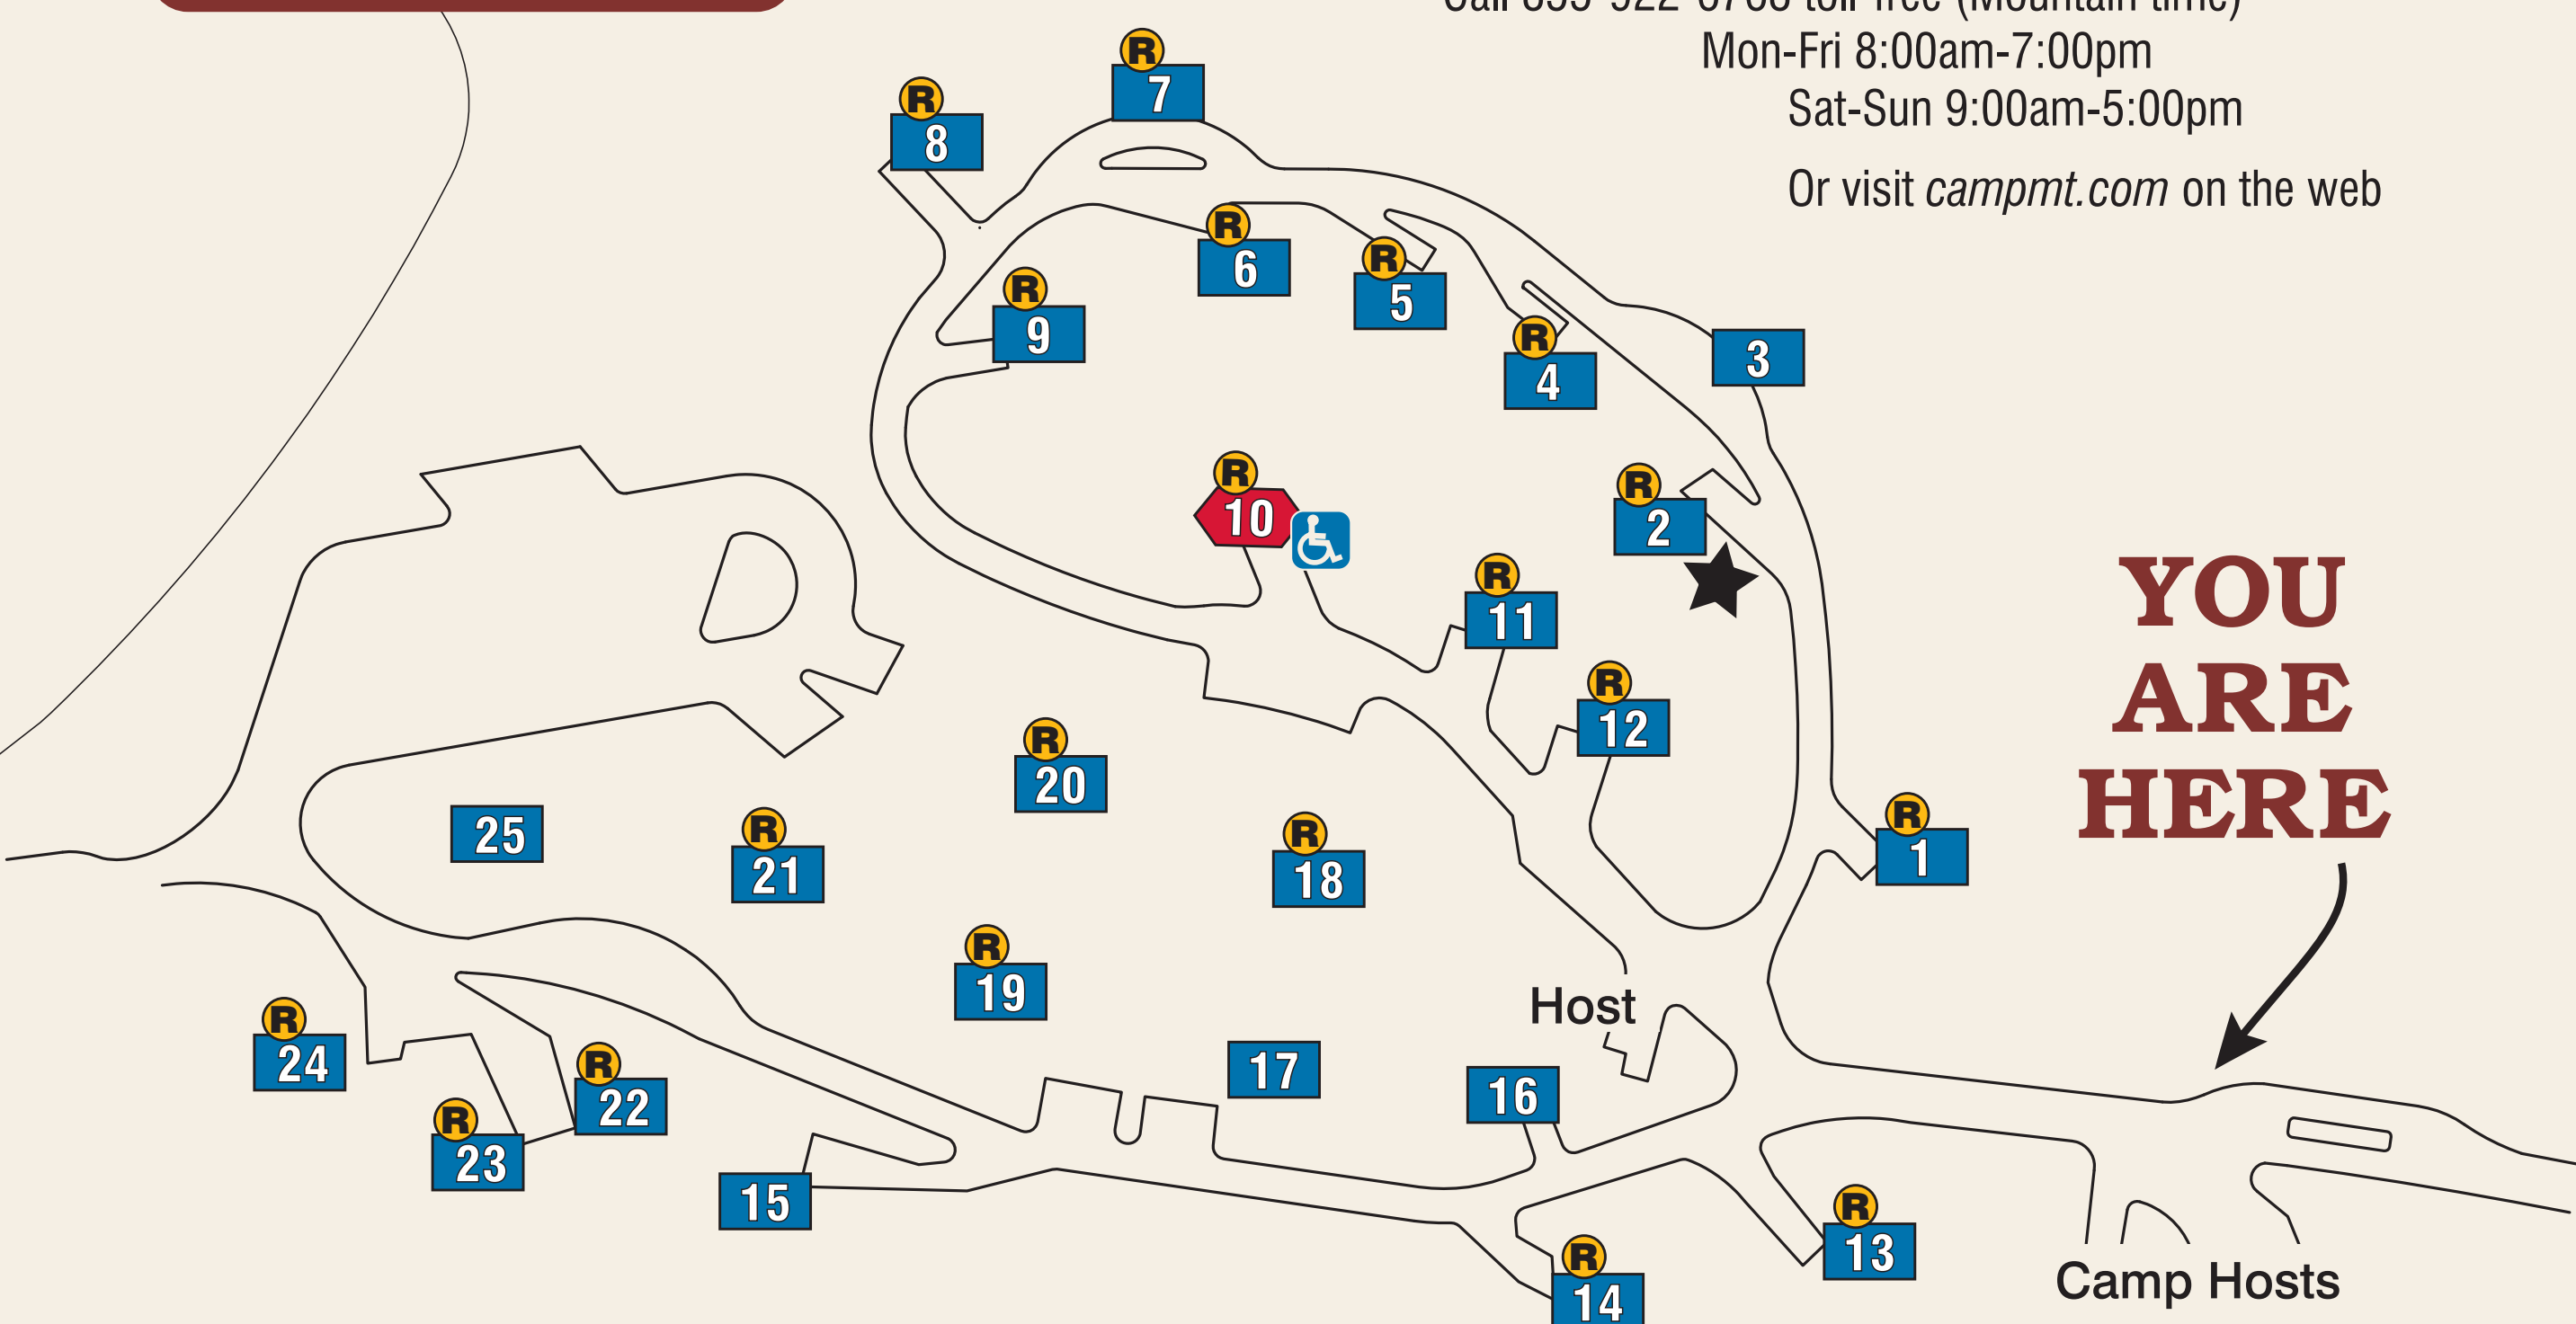 Mon-Fri 8:00am-7:00pm
Sat-Sun 9:00am-5:00pm
Or visit campmt.com on the web
R
7
R
8
R
6
R
5
R
9
R
4
3
R
10
R
2
R
11
R
12
YOU
ARE
HERE
R
20
R
1
25
R
21
R
18
R
19
Host
R
24
17
16
R
22
R
23
15
R
13
R
14
Camp Hosts